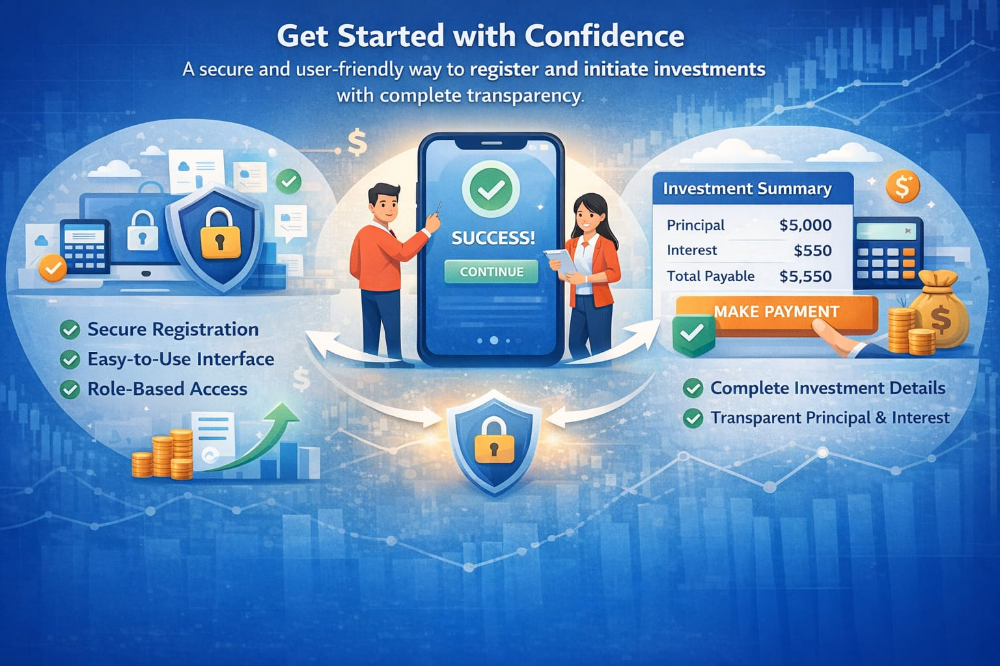 Get Started with Confidence
A secure and user-friendly way to register and initiate investments
with complete transparency.
$
SUCCESS!
CONTINUE
Secure Registration
Easy-to-Use Interface
Role-Based Access
$
Investment Summary
$
Principal $5,000
Interest $550
Total Payable $5,550
MAKE PAYMENT
$
Complete Investment Details
Transparent Principal & Interest